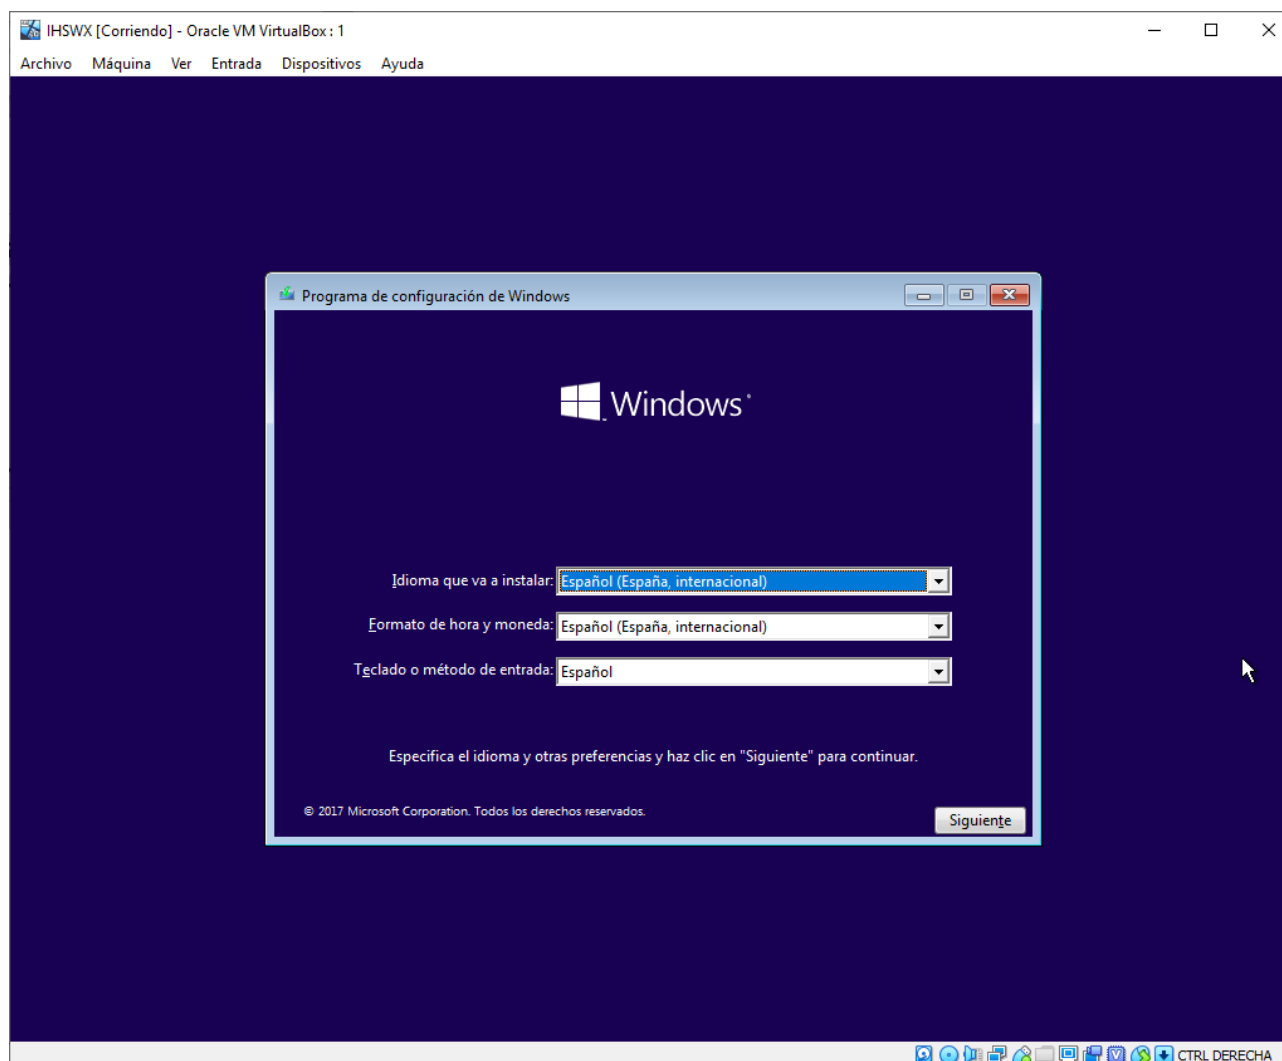 IHSWX [Corriendo] - Oracle VM VirtualBox : 1
Archivo Máquina Ver Entrada Dispositivos Ayuda
Programa de configuración de Windows
Windows
Idioma que va a instalar: Español (España, internacional)
Formato de hora y moneda: Español (España, internacional)
Teclado o método de entrada: Español
Especifica el idioma y otras preferencias y haz clic en "Siguiente" para continuar.
© 2017 Microsoft Corporation. Todos los derechos reservados.
Siguiente
CTRL DERECHA